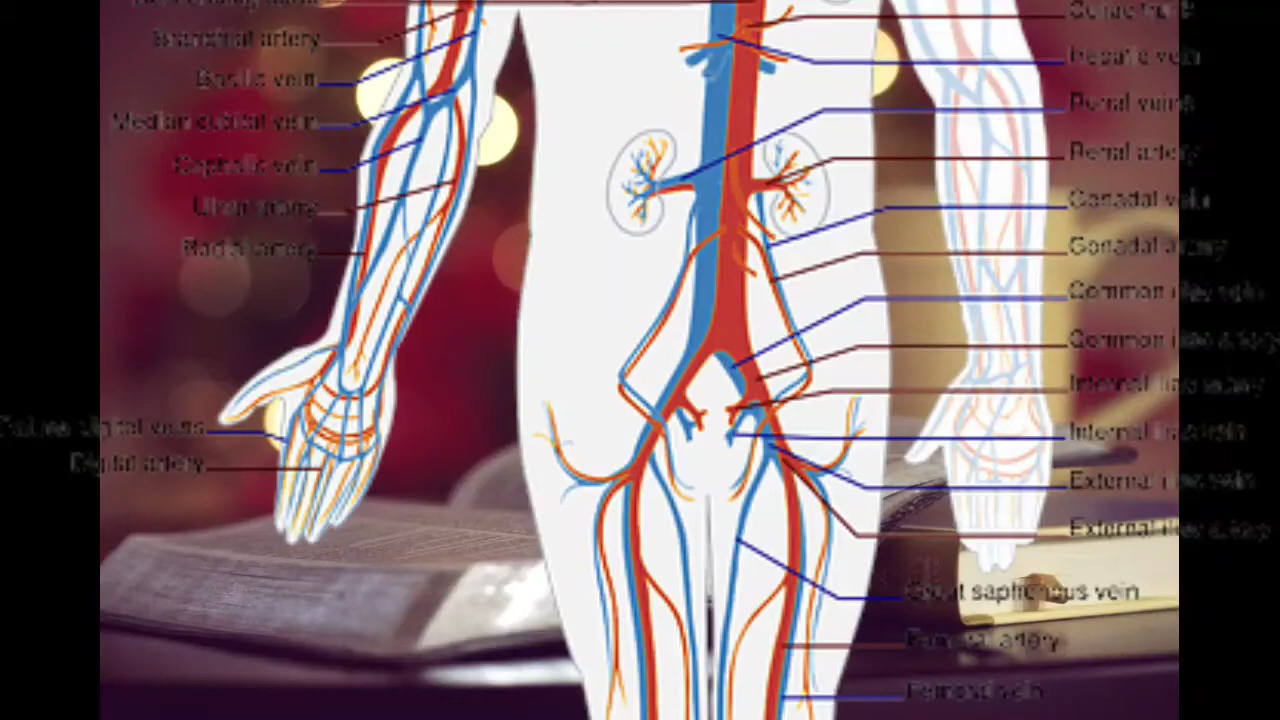 Brachial artery
Basilic vein
Median cubital vein
Cephalic vein
Ulnar artery
Radial artery
Palmar digital veins
Digital artery
Hepatic vein
Renal veins
Renal artery
Gonadal vein
Gonadal artery
Common iliac vein
Common iliac artery
Internal iliac artery
Internal iliac vein
External iliac vein
External iliac artery
Great saphenous vein
Femoral artery
Femoral vein